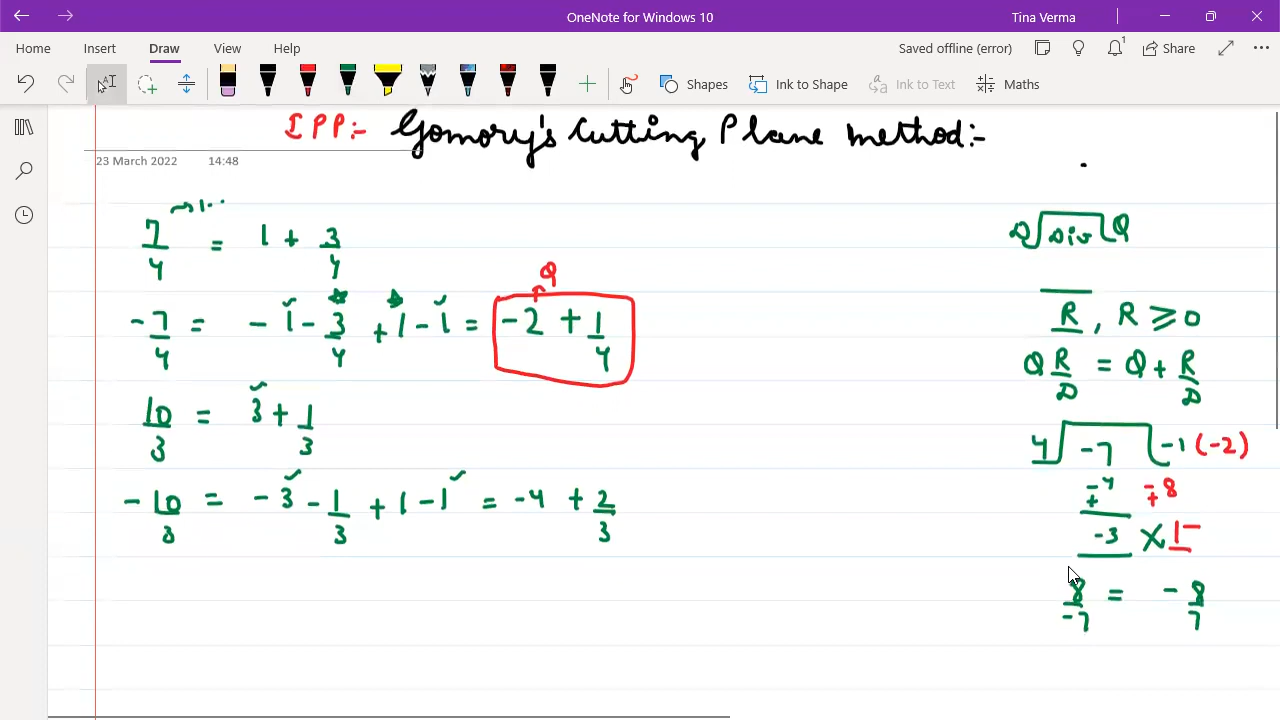 OneNote for Windows 10
Tina Verma
Home Insert Draw View Help
Saved offline (error)
1
Share
Shapes
Ink to Shape
Ink to Text
Maths
IPP:- Gomory's Cutting Plane method:-
23 March 2022 14:48
7/4 = 1 + 3/4
→1..
Q
-7/4 = -1 - 3/4 + 1 - 1 = -2 + 1/4
10/3 = 3 + 1/3
-10/3 = -3 - 1/3 + 1 - 1 = -4 + 2/3
D Div Q
R, R ≥ 0
Q R/D = Q + R/D
4 -7 -1 (-2)
-4 -8
+ +
-3 × 1
8/-7 = -8/7